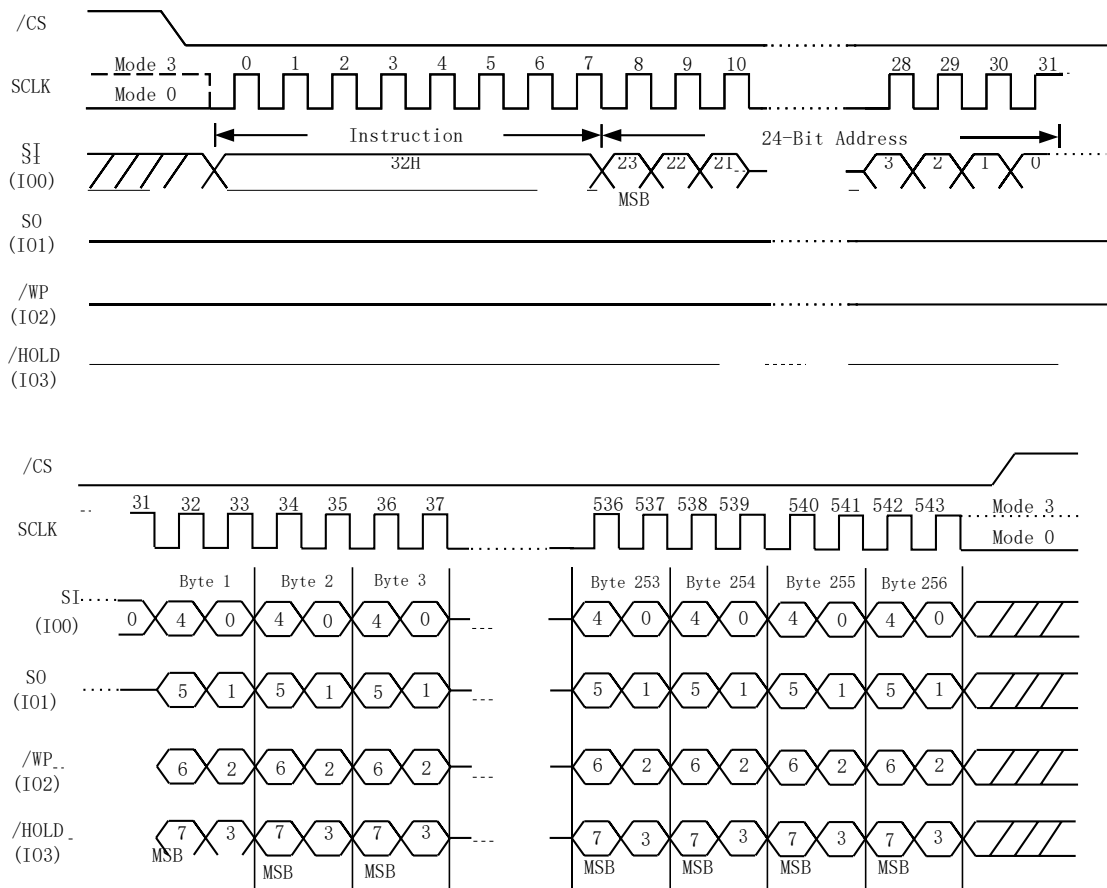 /CS
Mode 3 0 1 2 3 4 5 6 7 8 9 10 28 29 30 31
SCLK
Mode 0
Instruction 24-Bit Address
SI
SI
(IO0)
32H 23 22 21 3 2 1 0
MSB
SO
(IO1)
/WP
(IO2)
/HOLD
(IO3)
/CS
31 32 33 34 35 36 37 536 537 538 539 540 541 542 543 Mode 3
SCLK
Mode 0
Byte 1 Byte 2 Byte 3 Byte 253 Byte 254 Byte 255 Byte 256
SI
(IO0)
0 4 0 4 0 4 0 4 0 4 0 4 0 4 0
SO
(IO1)
5 1 5 1 5 1 5 1 5 1 5 1 5 1
/WP
(IO2)
6 2 6 2 6 2 6 2 6 2 6 2 6 2
/HOLD
(IO3)
7 3 7 3 7 3 7 3 7 3 7 3 7 3
MSB MSB MSB MSB MSB MSB MSB